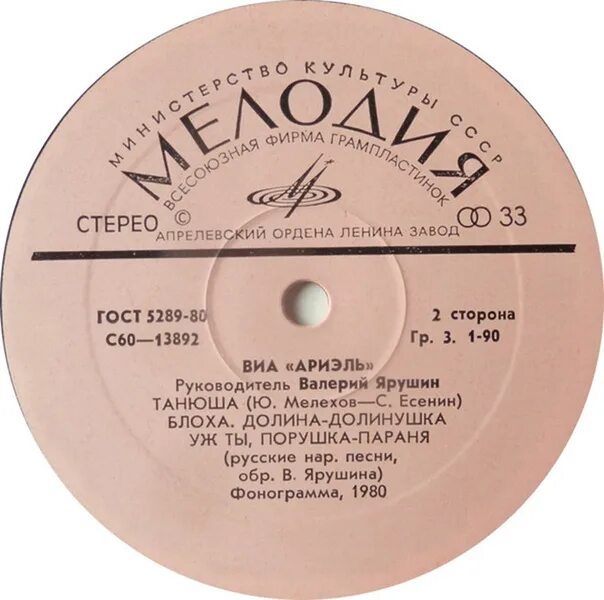 МИНИСТЕРСТВО КУЛЬТУРЫ СССР
МЕЛОДИЯ
ВСЕСОЮЗНАЯ ФИРМА ГРАМПЛАСТИНОК
СТЕРЕО © 33
АПРЕЛЕВСКИЙ ОРДЕНА ЛЕНИНА ЗАВОД
ГОСТ 5289-80 2 сторона
С60—13892 Гр. 3. 1-90
ВИА «АРИЭЛЬ»
Руководитель Валерий Ярушин
ТАНЮША (Ю. Мелехов—С. Есенин)
БЛОХА. ДОЛИНА-ДОЛИНУШКА
УЖ ТЫ, ПОРУШКА-ПАРАНЯ
(русские нар. песни,
обр. В. Ярушина)
Фонограмма, 1980